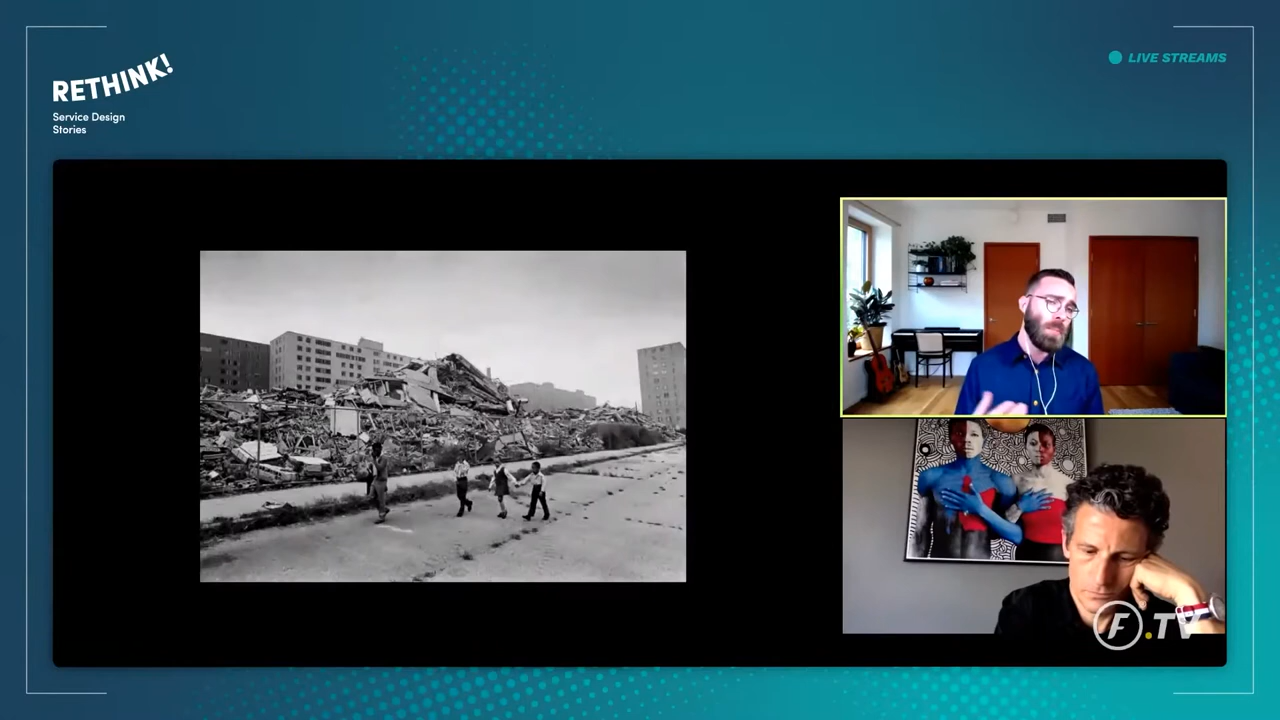 RETHINK!
Service Design
Stories
LIVE STREAMS
F.TV